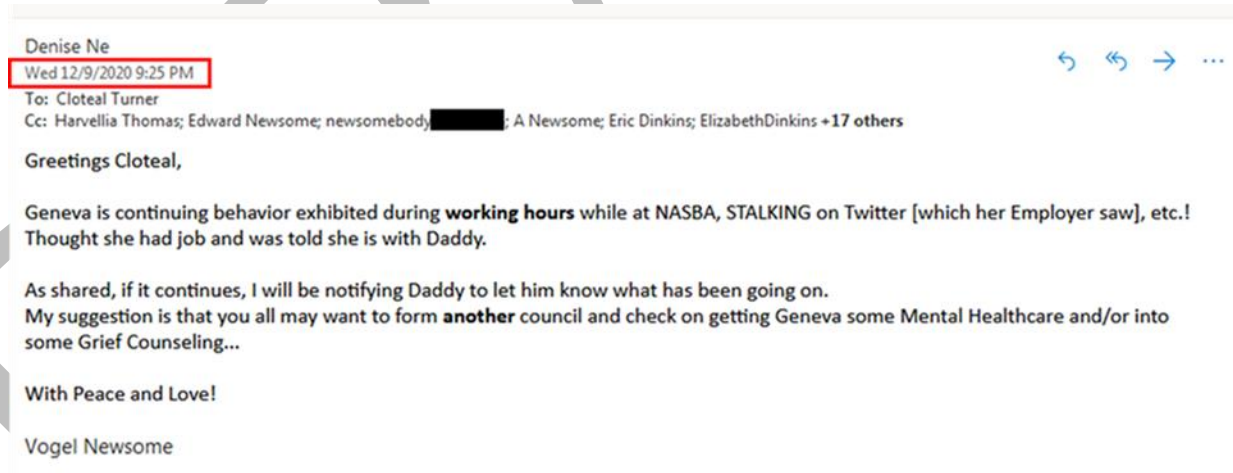 Denise Ne
Wed 12/9/2020 9:25 PM
To: Cloteal Turner
Cc: Harvellia Thomas; Edward Newsome; newsomebody; A Newsome; Eric Dinkins; ElizabethDinkins +17 others
Greetings Cloteal,
Geneva is continuing behavior exhibited during working hours while at NASBA, STALKING on Twitter [which her Employer saw], etc.!
Thought she had job and was told she is with Daddy.
As shared, if it continues, I will be notifying Daddy to let him know what has been going on.
My suggestion is that you all may want to form another council and check on getting Geneva some Mental Healthcare and/or into
some Grief Counseling...
With Peace and Love!
Vogel Newsome